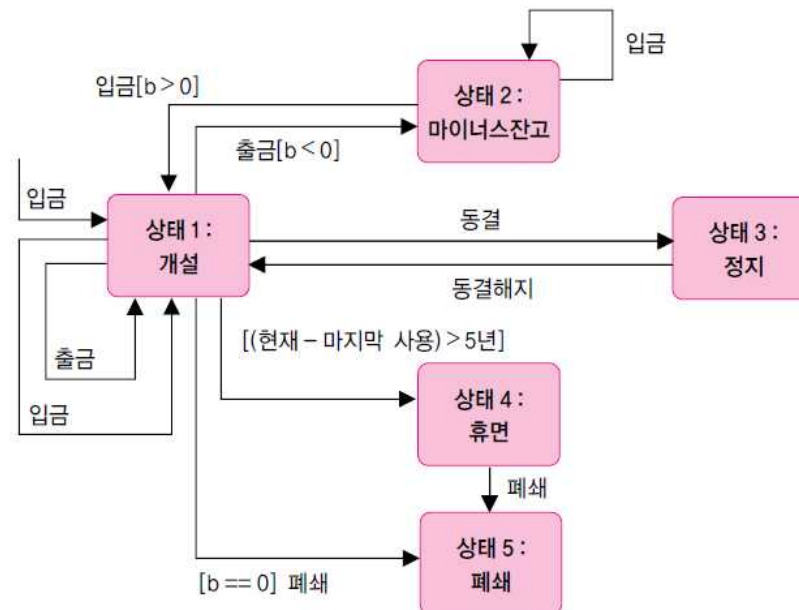 입금
입금[b>0]
상태 2 :
마이너스잔고
출금[b<0]
입금
상태 1 :
개설
동결
상태 3 :
정지
동결해지
출금
입금
[(현재 – 마지막 사용) > 5년]
상태 4 :
휴면
폐쇄
상태 5 :
폐쇄
[b == 0] 폐쇄